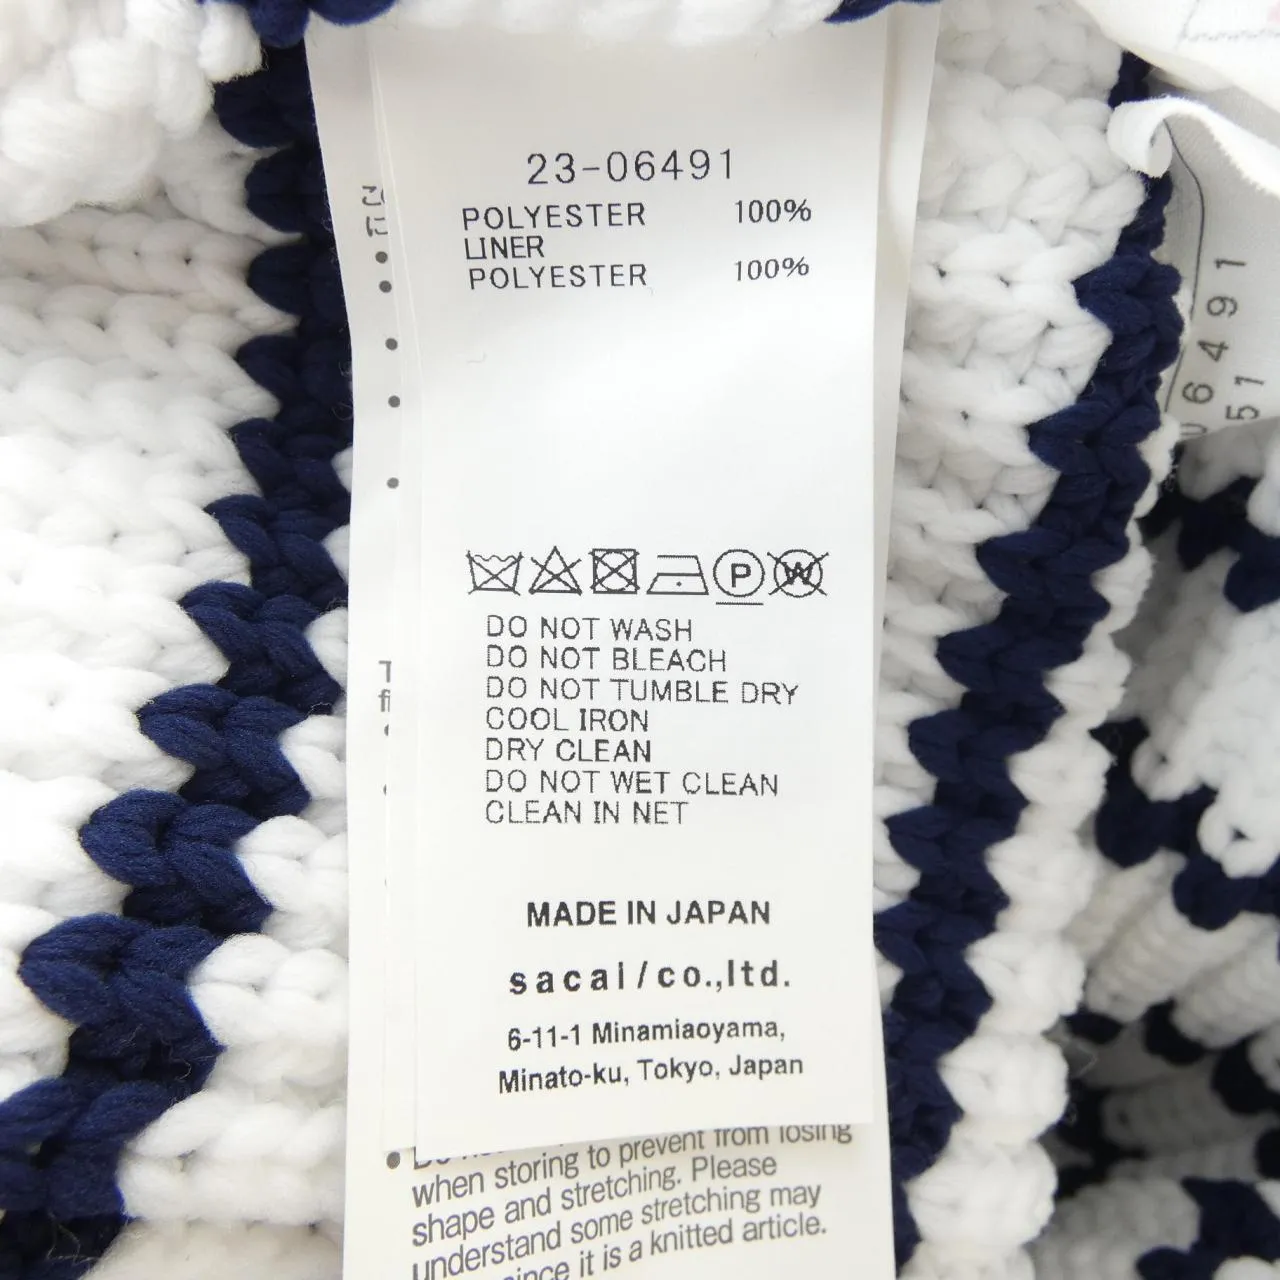 23-06491
POLYESTER 100%
LINER
POLYESTER 100%
P W
DO NOT WASH
DO NOT BLEACH
DO NOT TUMBLE DRY
COOL IRON
DRY CLEAN
DO NOT WET CLEAN
CLEAN IN NET
MADE IN JAPAN
sacai/co.,ltd.
6-11-1 Minamiaoyama,
Minato-ku, Tokyo, Japan
when storing to prevent from losing
shape and stretching. Please
understand some stretching may
since it is a knitted article.
こ
に
T
fi
06491
51